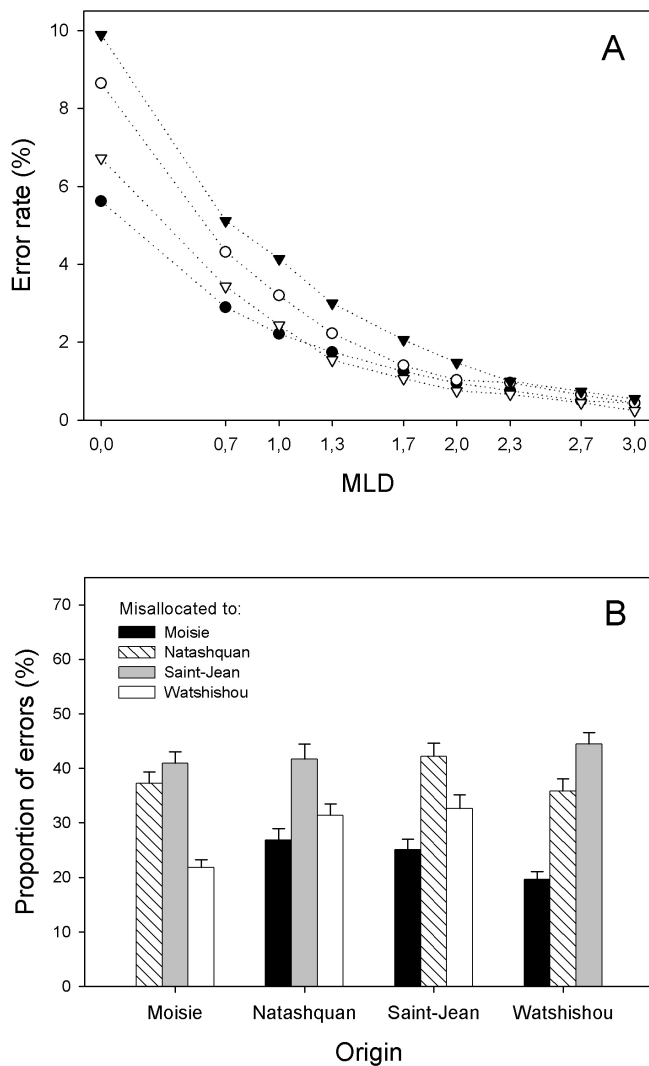 A
10
8
6
4
2
0
Error rate (%)
0,0 0,7 1,0 1,3 1,7 2,0 2,3 2,7 3,0
MLD
B
Misallocated to:
Moisie
Natashquan
Saint-Jean
Watshishou
70
60
50
40
30
20
10
0
Proportion of errors (%)
Moisie Natashquan Saint-Jean Watshishou
Origin